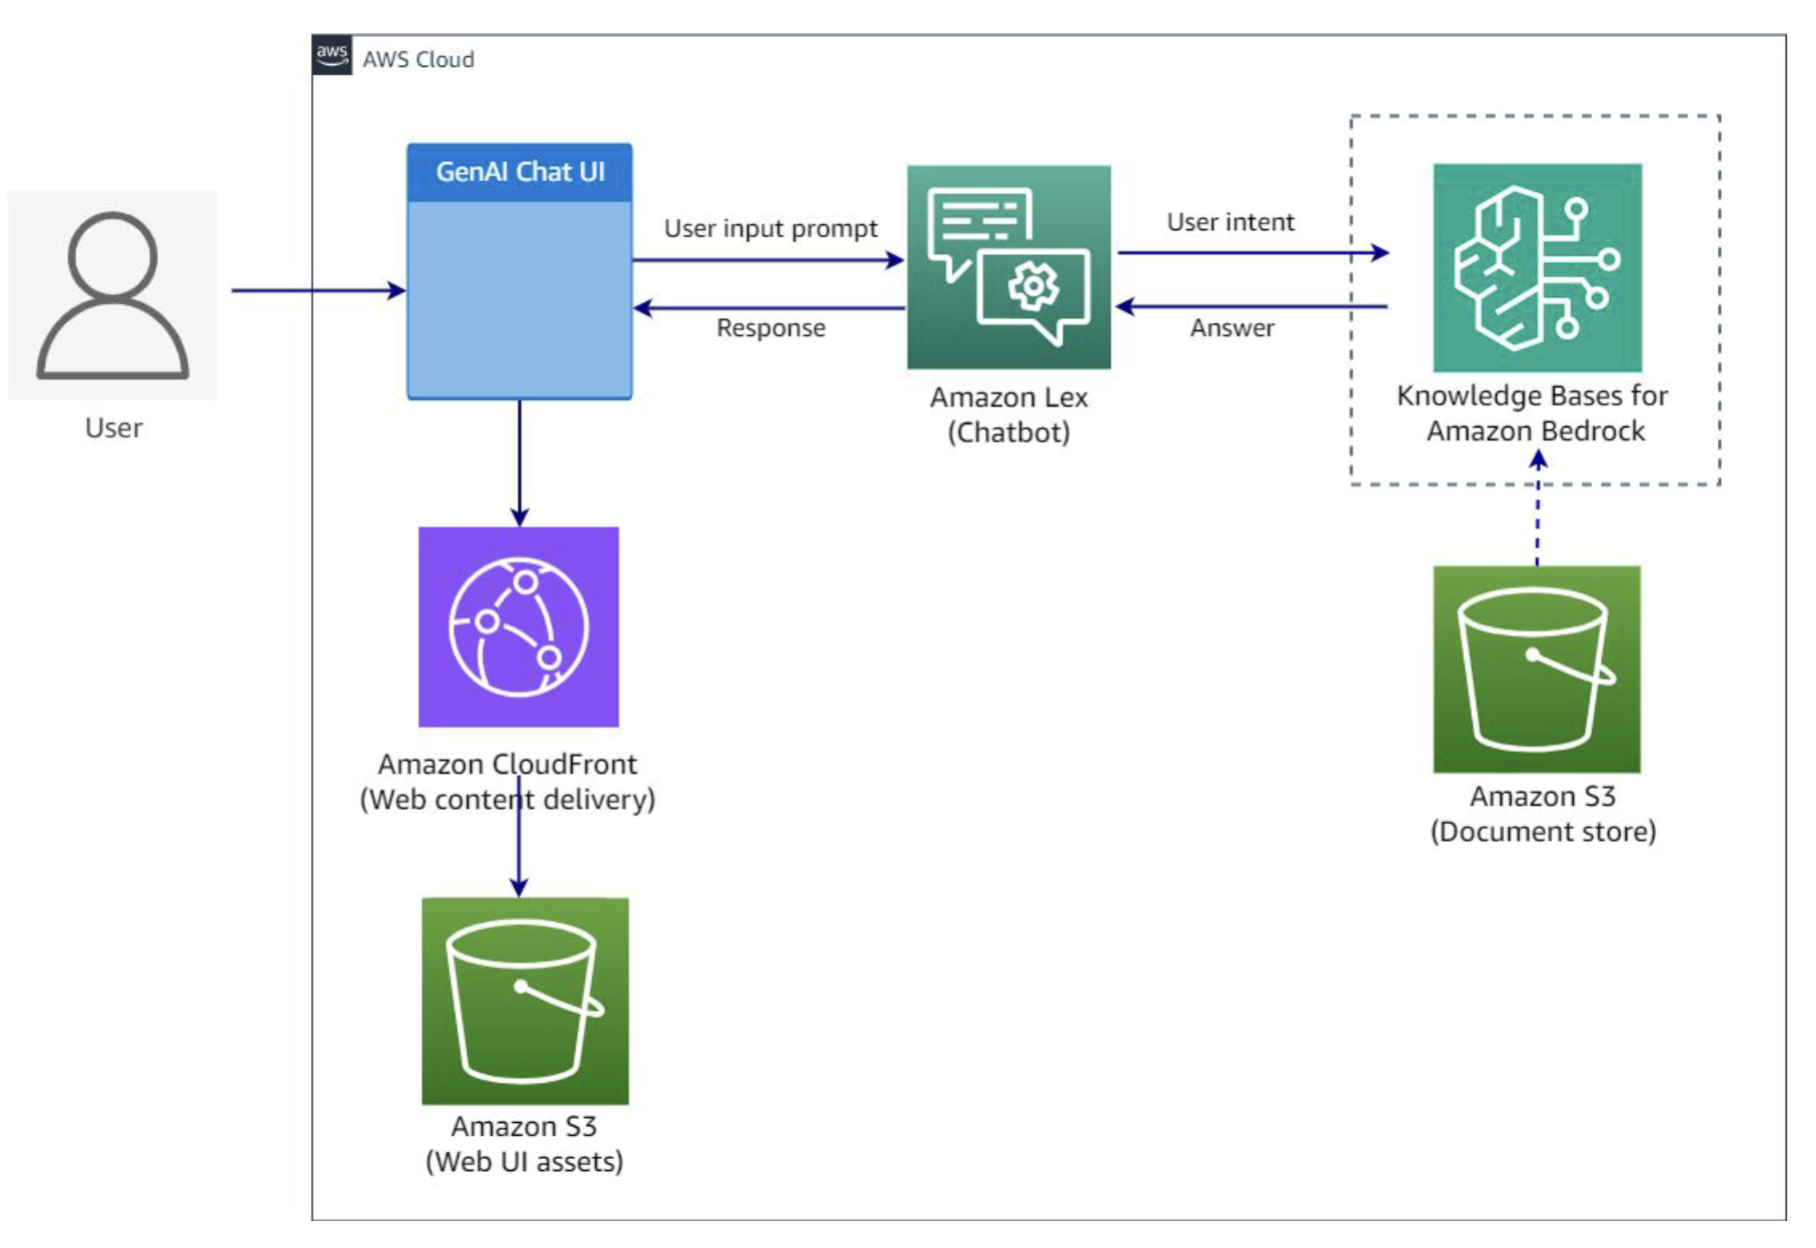 aws
AWS Cloud
GenAI Chat UI
User input prompt
Response
User intent
Answer
User
Amazon Lex
(Chatbot)
Knowledge Bases for
Amazon Bedrock
Amazon CloudFront
(Web content delivery)
Amazon S3
(Document store)
Amazon S3
(Web UI assets)